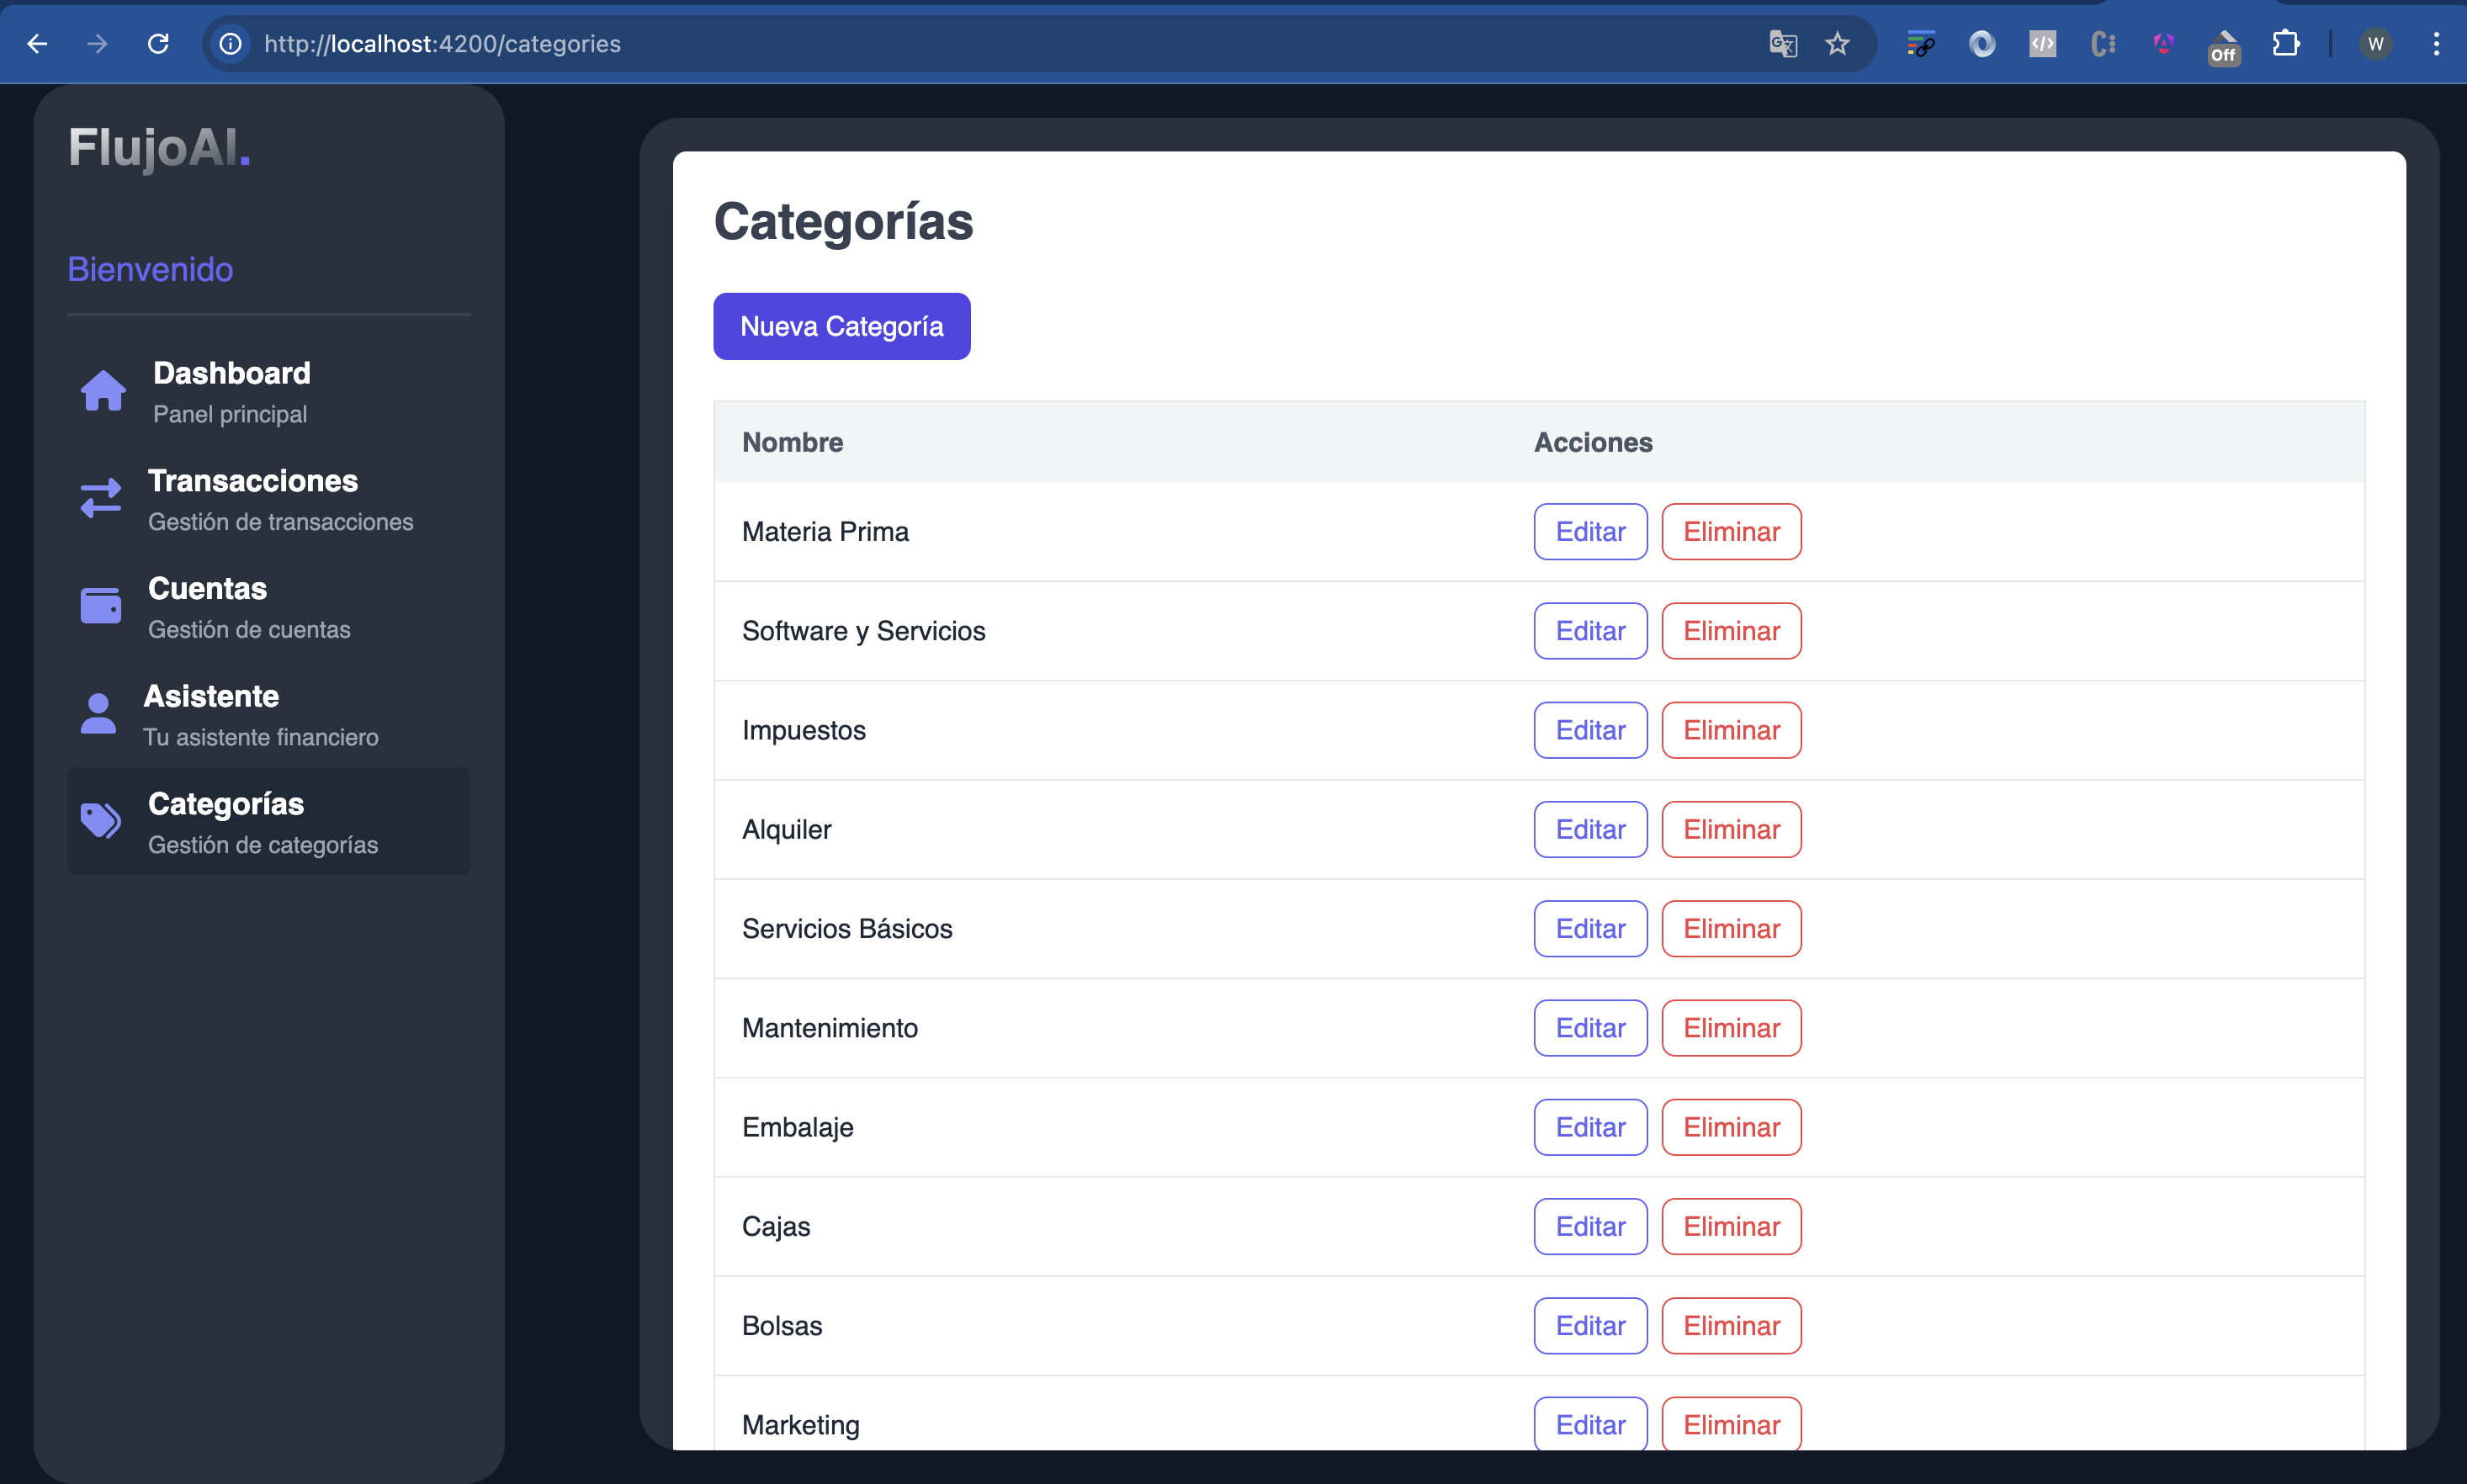 http://localhost:4200/categories
Off
W
FlujoAI.
Bienvenido
Dashboard
Panel principal
Transacciones
Gestión de transacciones
Cuentas
Gestión de cuentas
Asistente
Tu asistente financiero
Categorías
Gestión de categorías
Categorías
Nueva Categoría
Nombre Acciones
Materia Prima Editar Eliminar
Software y Servicios Editar Eliminar
Impuestos Editar Eliminar
Alquiler Editar Eliminar
Servicios Básicos Editar Eliminar
Mantenimiento Editar Eliminar
Embalaje Editar Eliminar
Cajas Editar Eliminar
Bolsas Editar Eliminar
Marketing Editar Eliminar